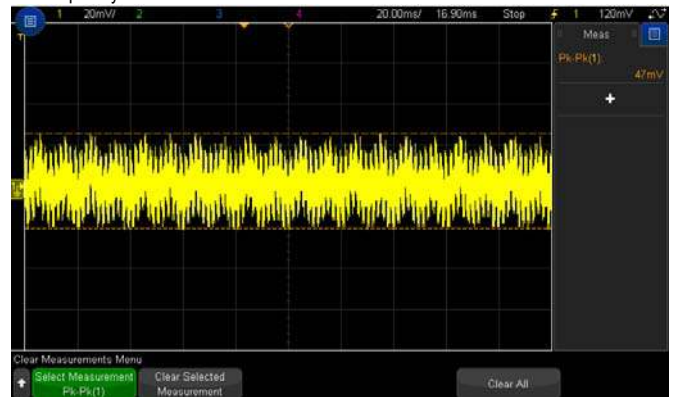 1 20mV/ 2 3 4 20.00ms/ 16.90ms Stop 1 120mV
T
Meas
Pk-Pk(1):
47mV
+
Clear Measurements Menu
Select Measurement Clear Selected Clear All
Pk-Pk(1) Measurement